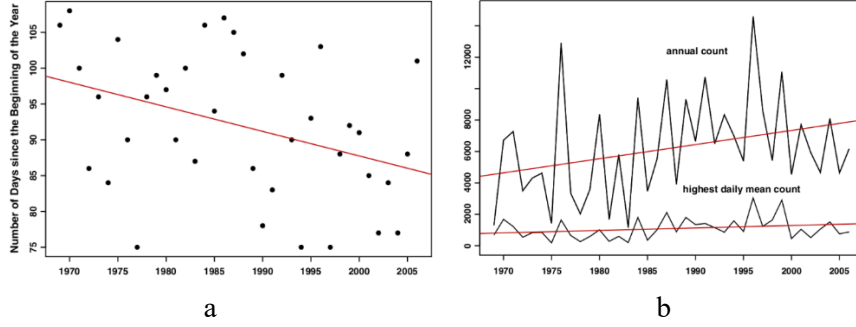 Number of Days since the Beginning of the Year
105
100
95
90
85
80
75
1970 1975 1980 1985 1990 1995 2000 2005
a
annual count
highest daily mean count
12000
8000
6000
4000
2000
0
1970 1975 1980 1985 1990 1995 2000 2005
b